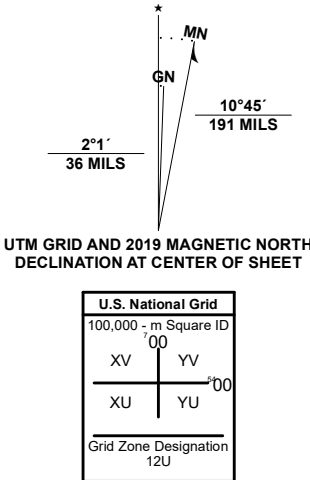 ★
MN
GN
10°45´
191 MILS
2°1´
36 MILS
UTM GRID AND 2019 MAGNETIC NORTH
DECLINATION AT CENTER OF SHEET
U.S. National Grid
100,000 - m Square ID
⁷00
XV YV
⁵⁴00
XU YU
Grid Zone Designation
12U